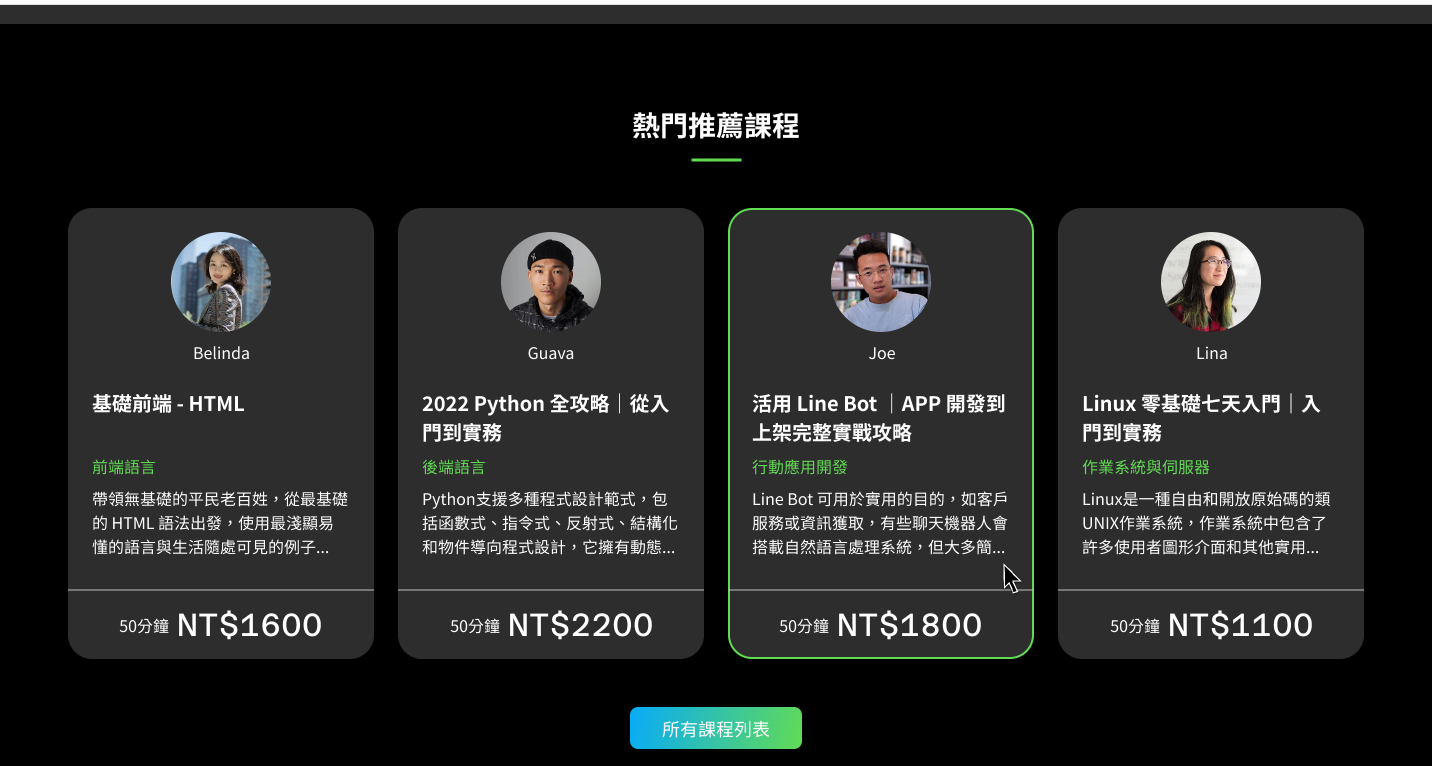 熱門推薦課程
Belinda
基礎前端 - HTML
前端語言
帶領無基礎的平民老百姓，從最基礎
的 HTML 語法出發，使用最淺顯易
懂的語言與生活隨處可見的例子...
50分鐘 NT$1600
Guava
2022 Python 全攻略｜從入
門到實務
後端語言
Python支援多種程式設計範式，包
括函數式、指令式、反射式、結構化
和物件導向程式設計，它擁有動態...
50分鐘 NT$2200
Joe
活用 Line Bot ｜APP 開發到
上架完整實戰攻略
行動應用開發
Line Bot 可用於實用的目的，如客戶
服務或資訊獲取，有些聊天機器人會
搭載自然語言處理系統，但大多簡...
50分鐘 NT$1800
Lina
Linux 零基礎七天入門｜入
門到實務
作業系統與伺服器
Linux是一種自由和開放原始碼的類
UNIX作業系統，作業系統中包含了
許多使用者圖形介面和其他實用...
50分鐘 NT$1100
所有課程列表